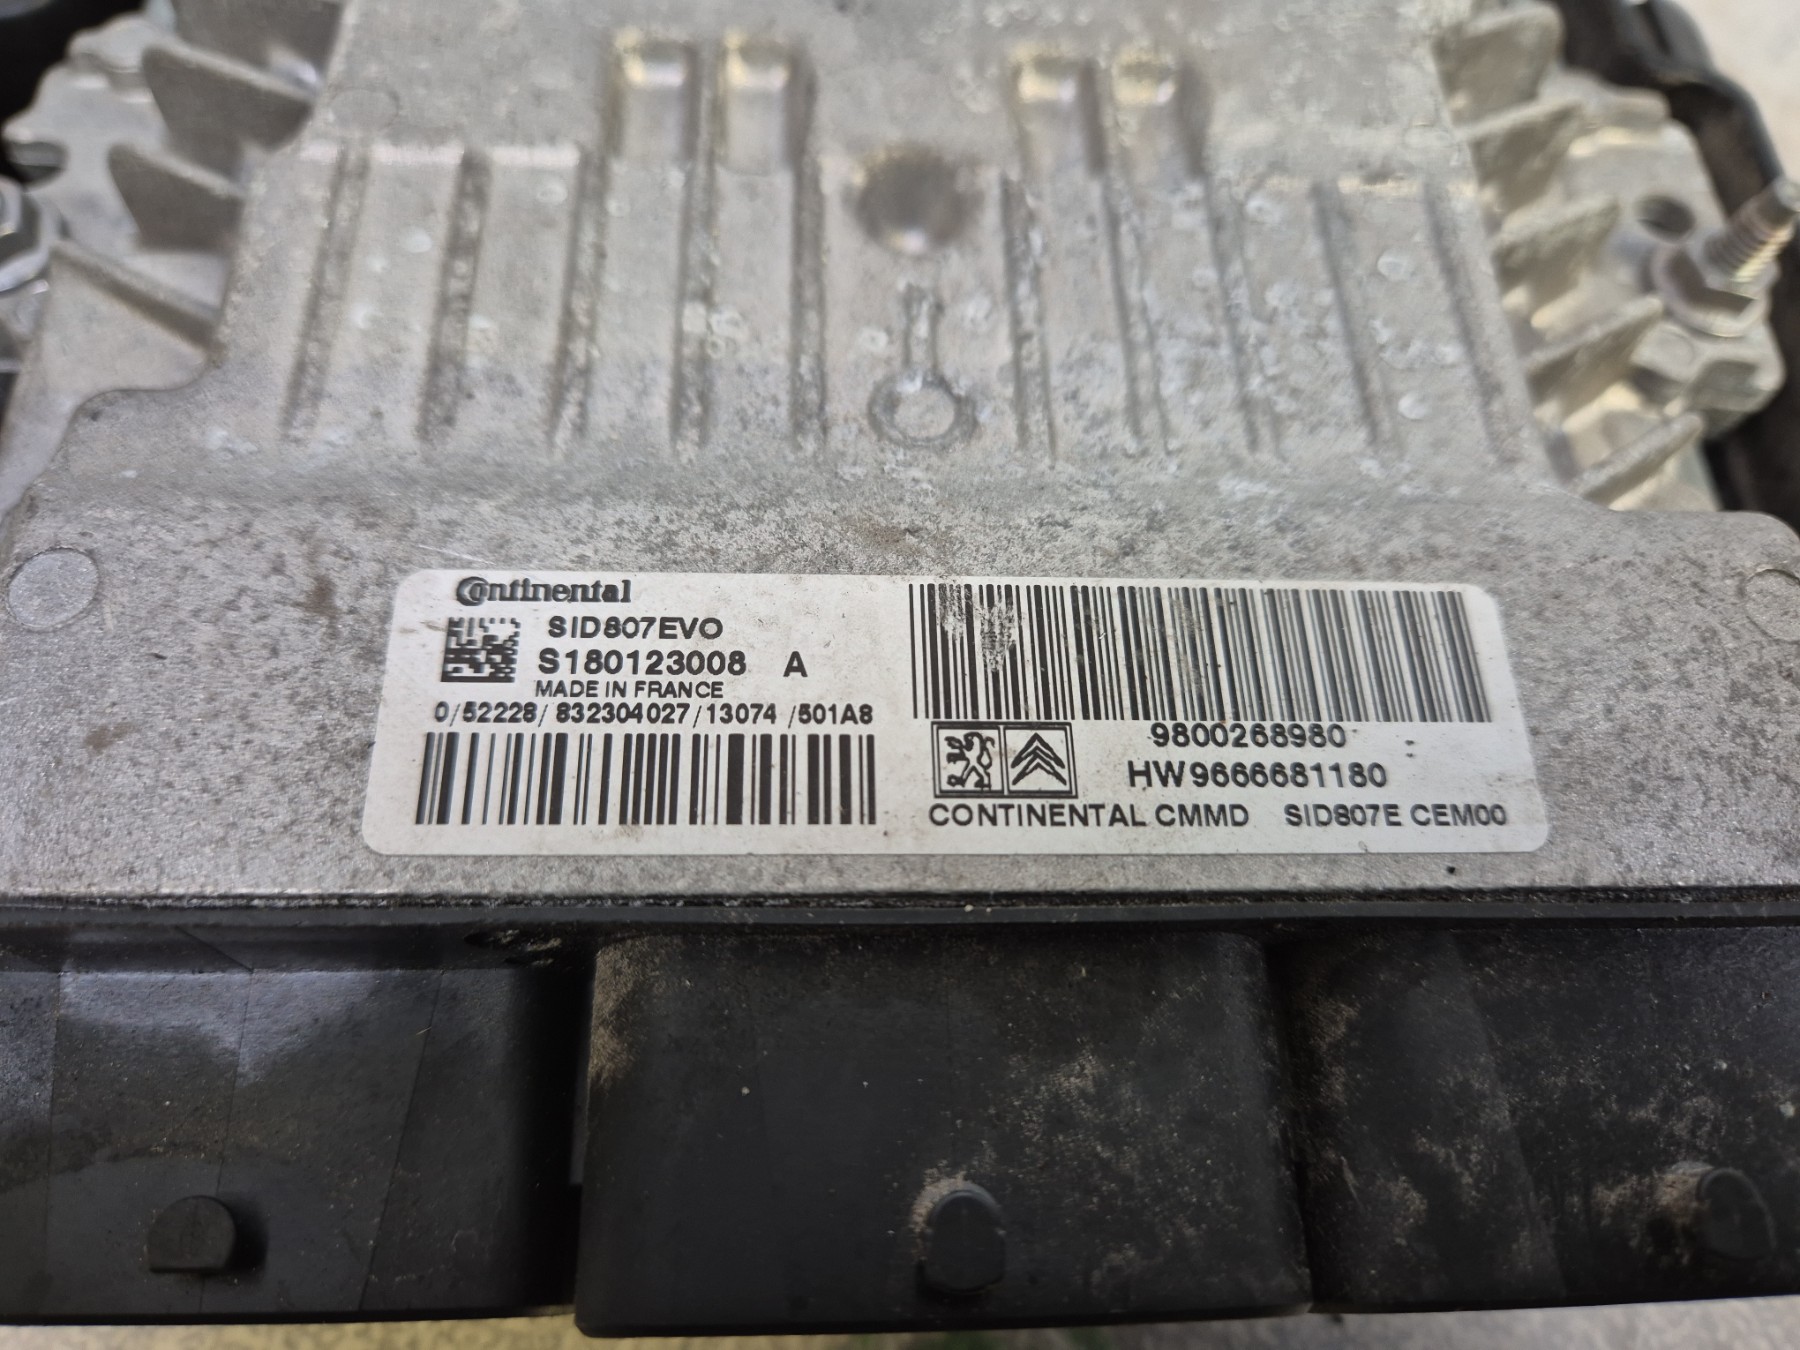 Continental
SID807EVO
S180123008 A
MADE IN FRANCE
0/52228/832304027/13074/501A8
9800268980
HW9666681180
CONTINENTAL CMMD SID807E CEM00